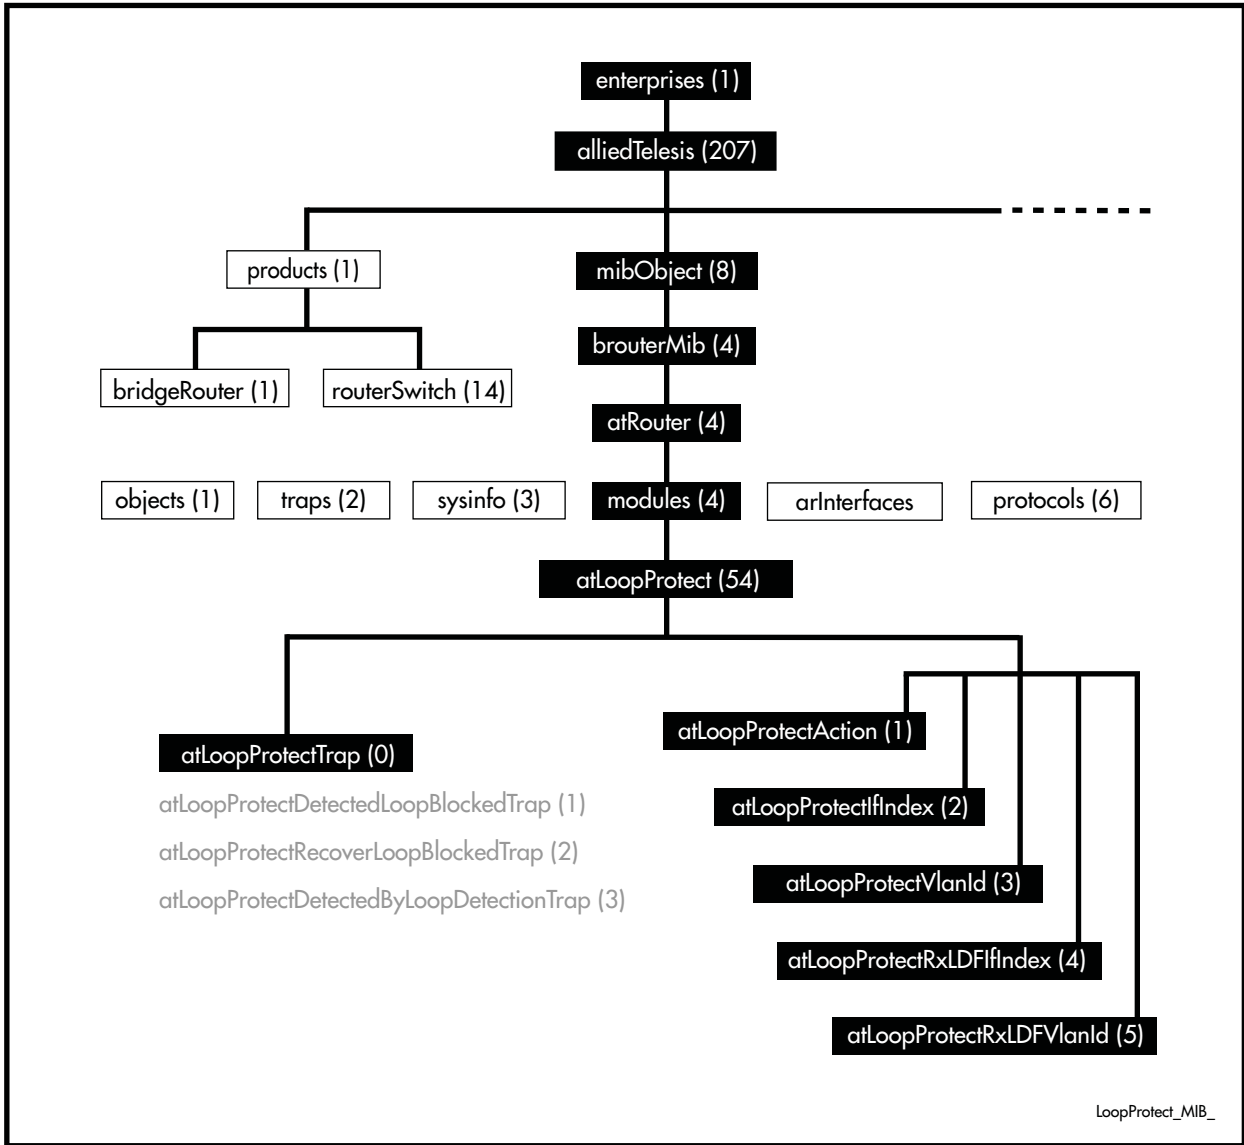 enterprises (1)
alliedTelesis (207)
products (1)
mibObject (8)
brouterMib (4)
bridgeRouter (1)
routerSwitch (14)
atRouter (4)
objects (1)
traps (2)
sysinfo (3)
modules (4)
arInterfaces
protocols (6)
atLoopProtect (54)
atLoopProtectTrap (0)
atLoopProtectDetectedLoopBlockedTrap (1)
atLoopProtectRecoverLoopBlockedTrap (2)
atLoopProtectDetectedByLoopDetectionTrap (3)
atLoopProtectAction (1)
atLoopProtectIfIndex (2)
atLoopProtectVlanId (3)
atLoopProtectRxLDFIfIndex (4)
atLoopProtectRxLDFVlanId (5)
LoopProtect_MIB_